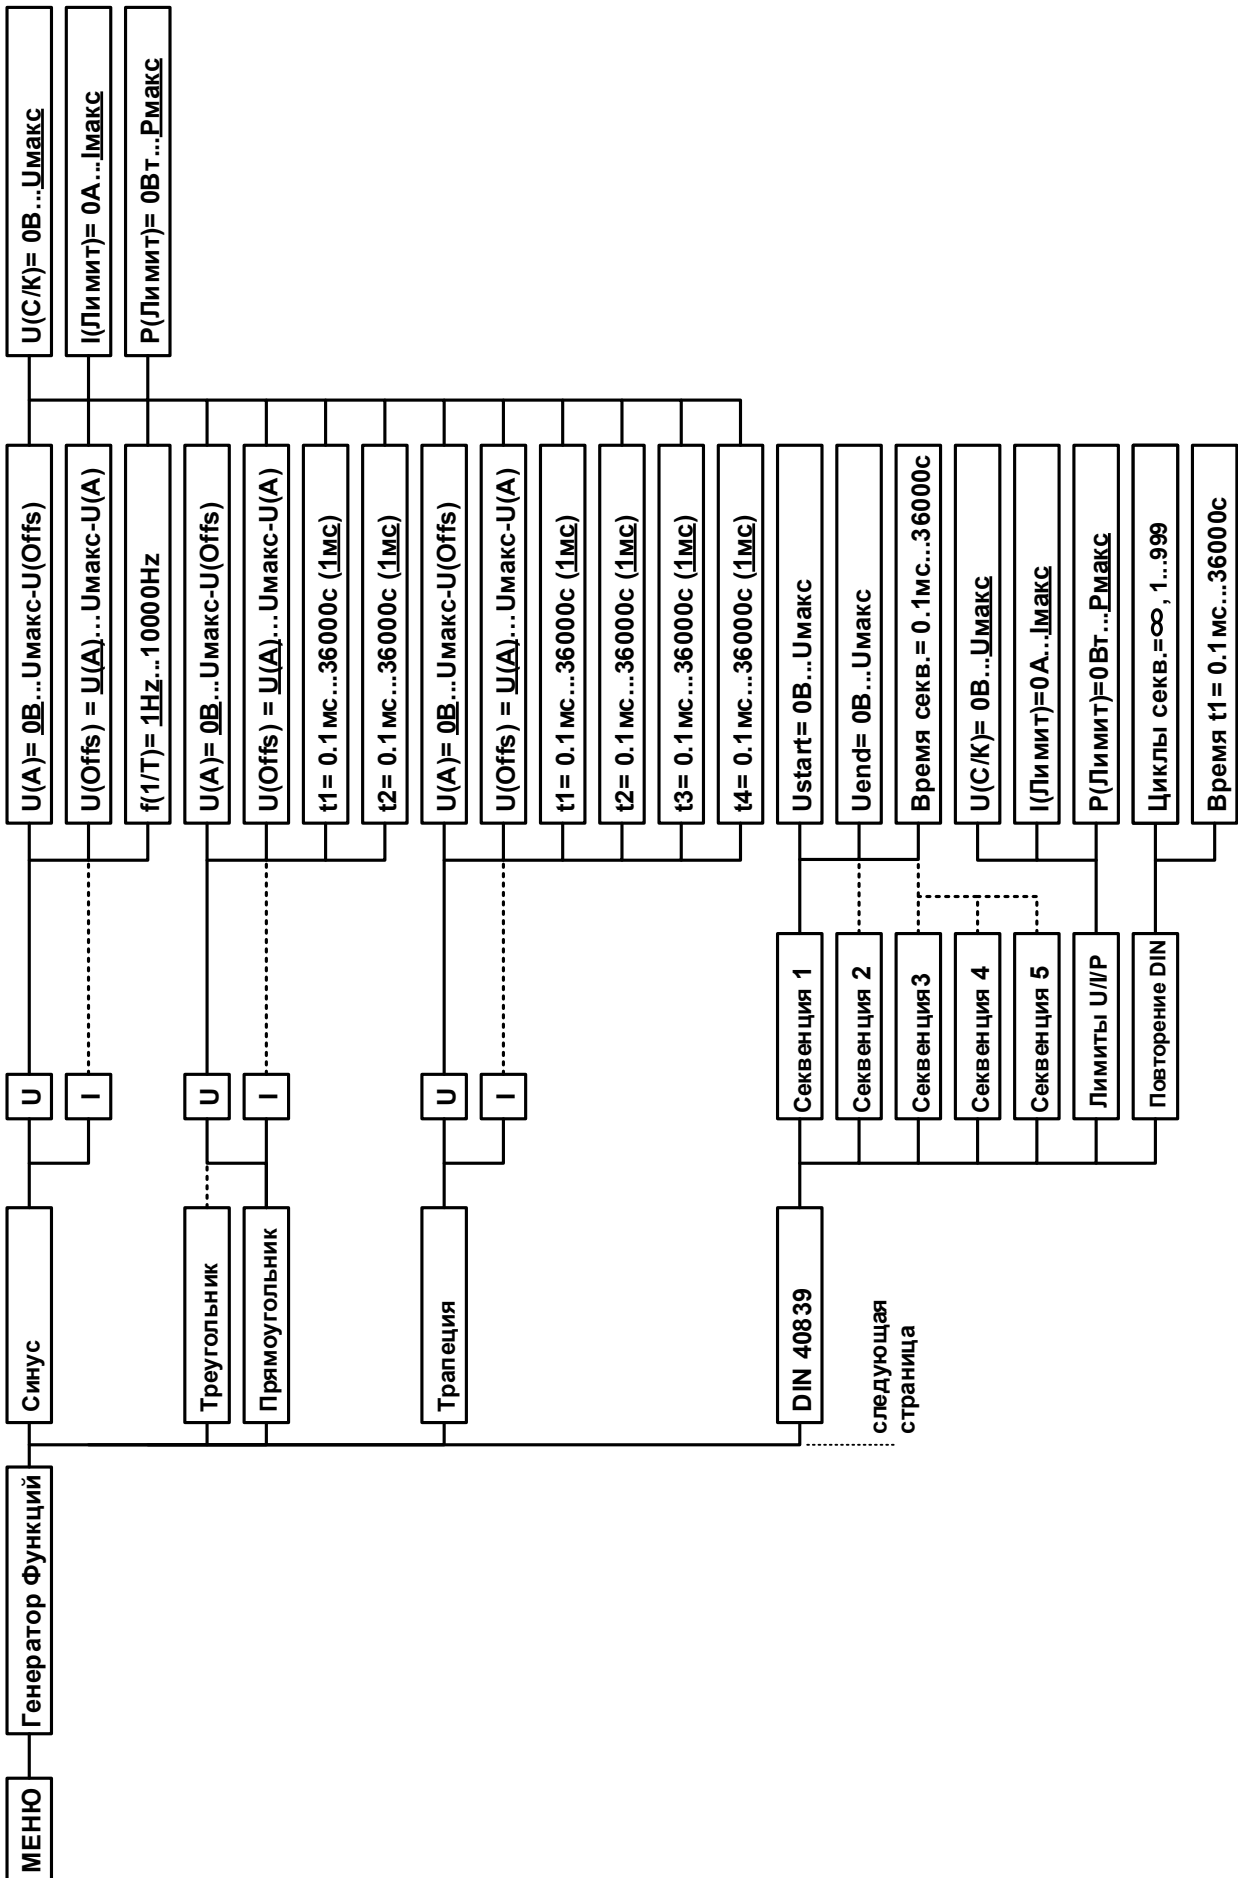 МЕНЮ
Генератор Функций
Синус
U
I
U(A)= 0В...Uмакс-U(Offs)
U(Offs) = U(A)... Uмакс-U(A)
f(1/T)= 1Hz...10000Hz
U(С/К)= 0В...Uмакс
I(Лимит)= 0А...Iмакс
P(Лимит)= 0Вт...Pмакс
Треугольник
Прямоугольник
U
I
U(A)= 0В...Uмакс-U(Offs)
U(Offs) = U(A)... Uмакс-U(A)
t1= 0.1мс...36000с (1мс)
t2= 0.1мс...36000с (1мс)
Трапеция
U
I
U(A)= 0В...Uмакс-U(Offs)
U(Offs) = U(A)... Uмакс-U(A)
t1= 0.1мс...36000с (1мс)
t2= 0.1мс...36000с (1мс)
t3= 0.1мс...36000с (1мс)
t4= 0.1мс...36000с (1мс)
DIN 40839
следующая
страница
Секвенция 1
Секвенция 2
Секвенция3
Секвенция 4
Секвенция 5
Лимиты U/I/P
Повторение DIN
Ustart= 0В...Uмакс
Uend= 0В...Uмакс
Время секв.= 0.1мс...36000с
U(С/К)= 0В...Uмакс
I(Лимит)=0А...Iмакс
P(Лимит)=0Вт...Pмакс
Циклы секв.=∞, 1...999
Время t1= 0.1мс...36000с